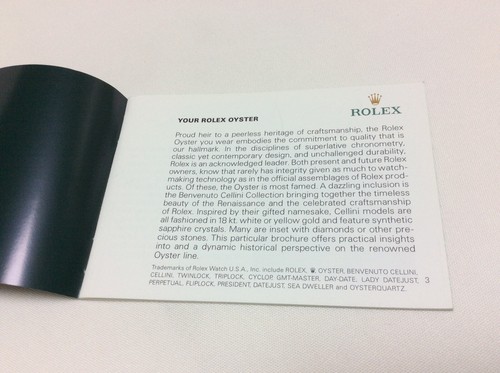 ROLEX
YOUR ROLEX OYSTER
Proud heir to a peerless heritage of craftsmanship, the Rolex
Oyster you wear embodies the commitment to quality that is
our hallmark. In the disciplines of superlative chronometry,
classic yet contemporary design, and unchallenged durability,
Rolex is an acknowledged leader. Both present and future Rolex
owners, know that rarely has integrity given as much to watch-
making technology as in the official assemblages of Rolex prod-
ucts. Of these, the Oyster is most famed. A dazzling inclusion is
the Benvenuto Cellini Collection bringing together the timeless
beauty of the Renaissance and the celebrated craftsmanship
of Rolex. Inspired by their gifted namesake, Cellini models are
all fashioned in 18 kt. white or yellow gold and feature synthetic
sapphire crystals. Many are inset with diamonds or other pre-
cious stones. This particular brochure offers practical insights
into and a dynamic historical perspective on the renowned
Oyster line.
Trademarks of Rolex Watch U.S.A., Inc. include ROLEX, OYSTER, BENVENUTO CELLINI,
CELLINI, TWINLOCK, TRIPLOCK, CYCLOP, GMT-MASTER, DAY-DATE, LADY DATEJUST,
PERPETUAL, FLIPLOCK, PRESIDENT, DATEJUST, SEA DWELLER and OYSTERQUARTZ.
3